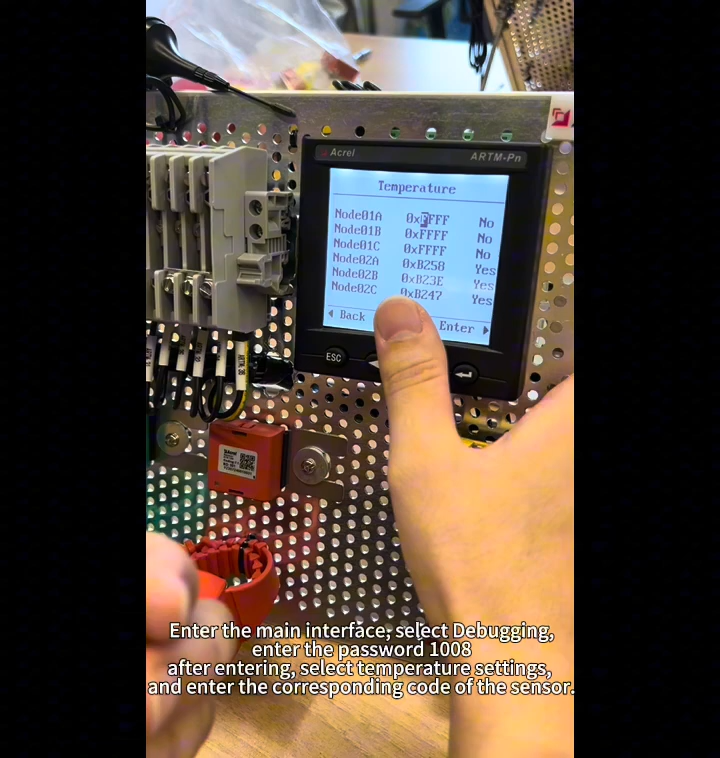 Acrel
ARTM-Pn
Temperature
Node01A 0xFFFF No
Node01B 0xFFFF No
Node01C 0xFFFF No
Node02A 0xB258 Yes
Node02B 0xB23E Yes
Node02C 0xB247 Yes
Back Enter
ESC
Acrel
Enter the main interface, select Debugging,
enter the password 1008
after entering, select temperature settings,
and enter the corresponding code of the sensor.